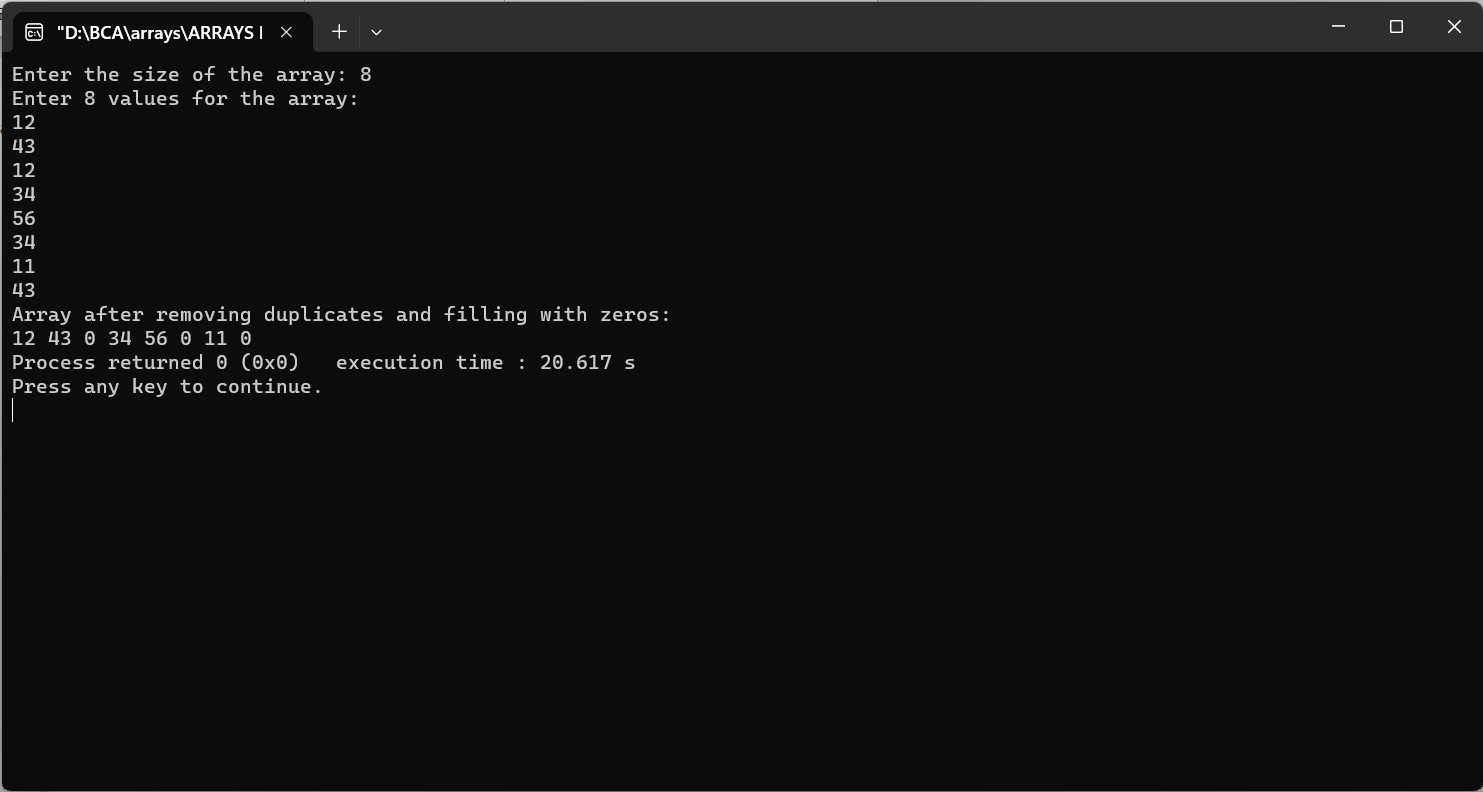 "D:\BCA\arrays\ARRAYS
Enter the size of the array: 8
Enter 8 values for the array:
12
43
12
34
56
34
11
43
Array after removing duplicates and filling with zeros:
12 43 0 34 56 0 11 0
Process returned 0 (0x0)   execution time : 20.617 s
Press any key to continue.